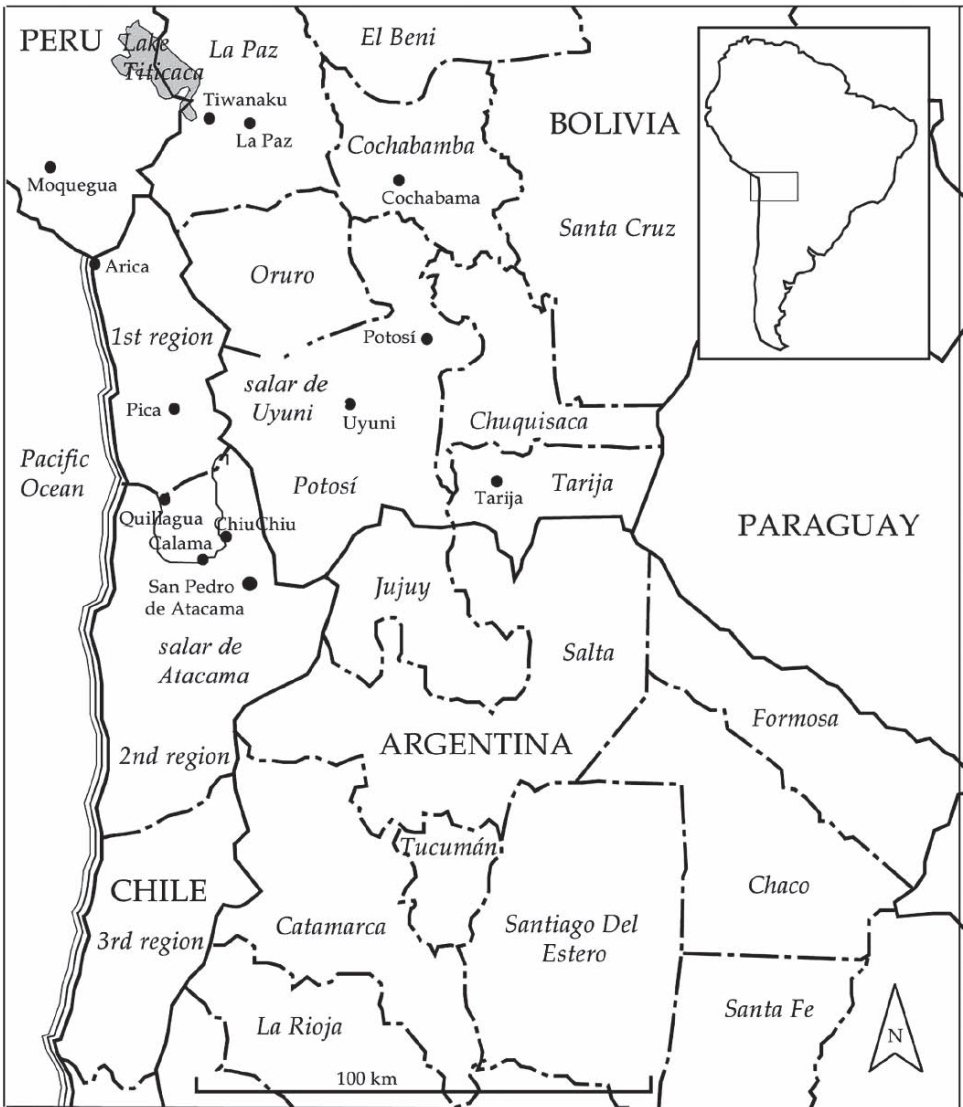 PERU
Lake
Titicaca
La Paz
El Beni
Tiwanaku
La Paz
BOLIVIA
Cochabamba
Moquegua
Cochabama
Santa Cruz
Arica
Oruro
1st region
Potosí
salar de
Uyuni
Pica
Uyuni
Chuquisaca
Pacific
Ocean
Potosí
Tarija
Tarija
Quillagua
ChiuChiu
Calama
PARAGUAY
San Pedro
de Atacama
Jujuy
salar de
Atacama
Salta
Formosa
2nd region
ARGENTINA
Tucumán
CHILE
Chaco
3rd region
Catamarca
Santiago Del
Estero
La Rioja
Santa Fe
N
100 km